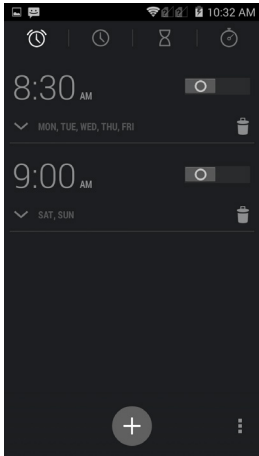 10:32 AM
8:30 AM
MON, TUE, WED, THU, FRI
9:00 AM
SAT, SUN